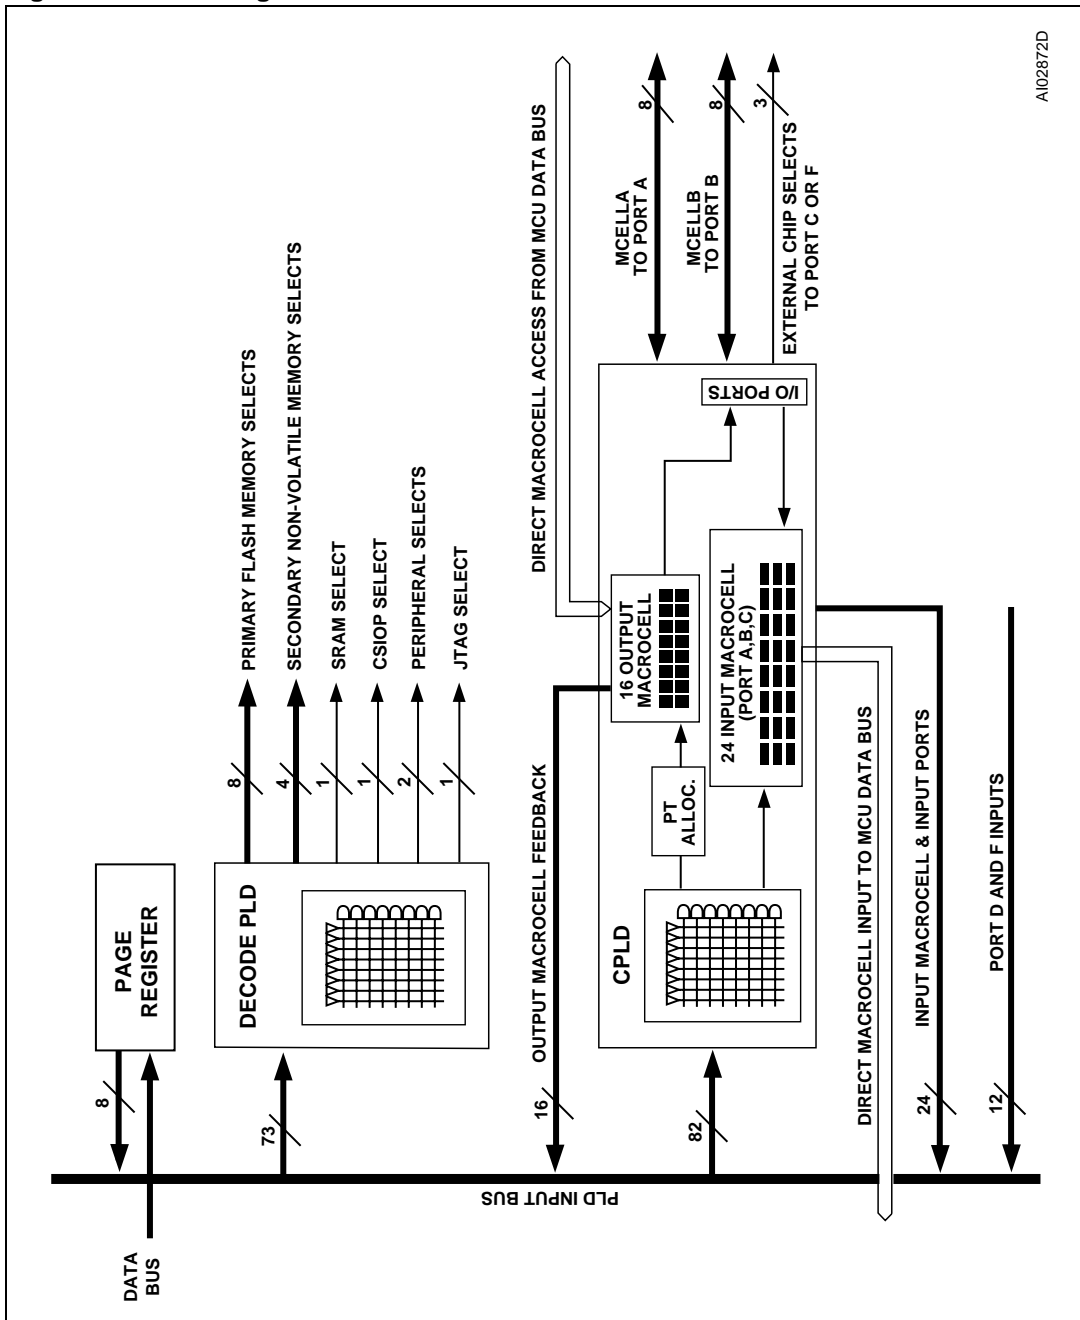 AI02872D
DATA
BUS
8
PAGE
REGISTER
73
DECODE PLD
8
PRIMARY FLASH MEMORY SELECTS
4
SECONDARY NON-VOLATILE MEMORY SELECTS
1
SRAM SELECT
1
CSIOP SELECT
2
PERIPHERAL SELECTS
1
JTAG SELECT
PLD INPUT BUS
16
OUTPUT MACROCELL FEEDBACK
DIRECT MACROCELL ACCESS FROM MCU DATA BUS
82
CPLD
PT
ALLOC.
16 OUTPUT
MACROCELL
24 INPUT MACROCELL
(PORT A,B,C)
I/O PORTS
MCELLA
TO PORT A
8
MCELLB
TO PORT B
8
EXTERNAL CHIP SELECTS
TO PORT C OR F
3
DIRECT MACROCELL INPUT TO MCU DATA BUS
24
INPUT MACROCELL & INPUT PORTS
12
PORT D AND F INPUTS